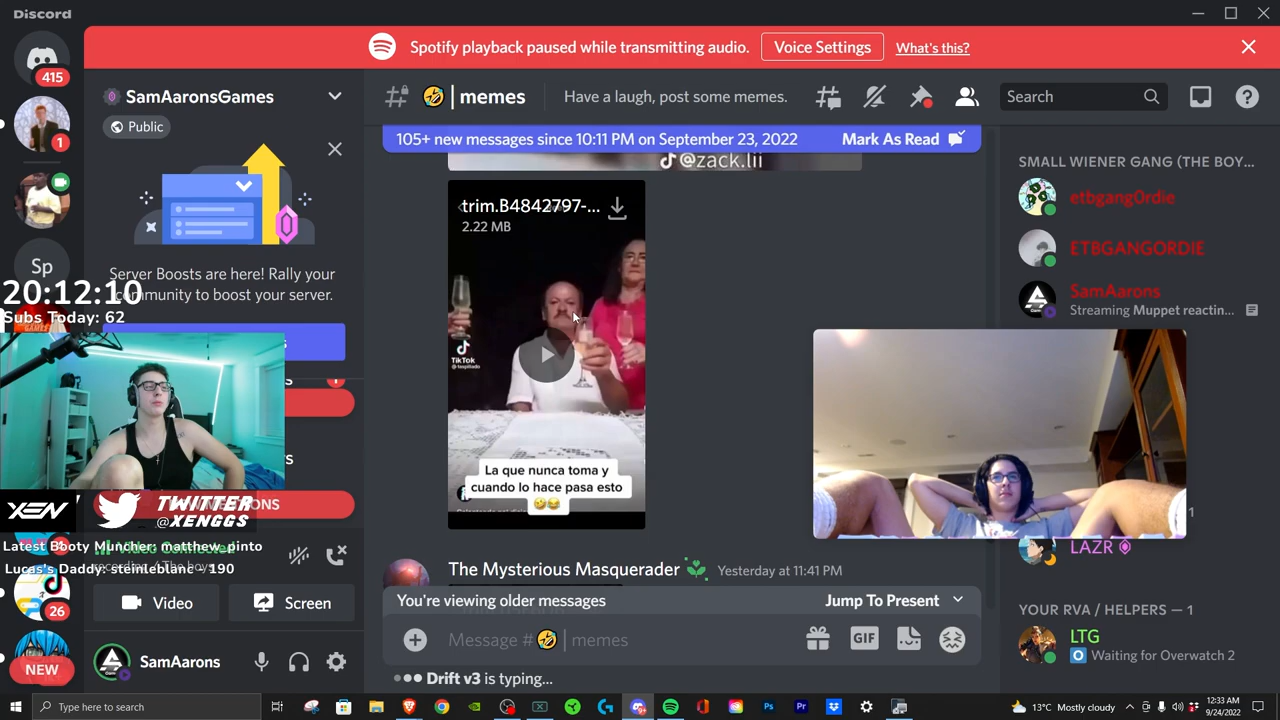 Discord
Spotify playback paused while transmitting audio.
Voice Settings
What's this?
415
1
SamAaronsGames
Public
Server Boosts are here! Rally your
community to boost your server.
Sp
20:12:10
Subs Today: 62
XEN
TWITTER
@XENGGS
Latest Booty Muncher: matthew_pinto
Lucas's Daddy: steinleblanc - 190
26
NEW
Video
Screen
SamAarons
🤣 | memes
Have a laugh, post some memes.
Search
105+ new messages since 10:11 PM on September 23, 2022
Mark As Read
@zack.lii
trim.B4842797-...
2.22 MB
TikTok
La que nunca toma y
cuando lo hace pasa esto
🤣😂
The Mysterious Masquerader
Yesterday at 11:41 PM
You're viewing older messages
Jump To Present
Message #🤣 | memes
GIF
Drift v3 is typing...
SMALL WIENER GANG (THE BOY...
etbgang0rdie
ETBGANGORDIE
SamAarons
Streaming Muppet reactin...
1
LAZR
YOUR RVA / HELPERS — 1
LTG
Waiting for Overwatch 2
Type here to search
13°C Mostly cloudy
12:33 AM
9/24/2022